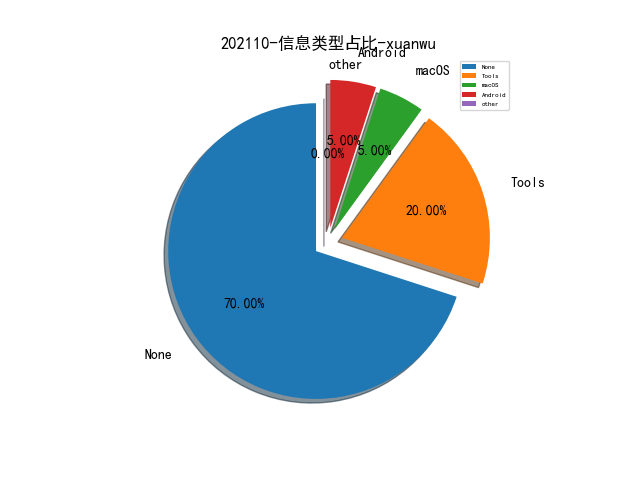 202110-信息类型占比-xuanwu
Android
other
macOS
None
Tools
macOS
Android
other
5.00%
0.00%
5.00%
Tools
20.00%
70.00%
None